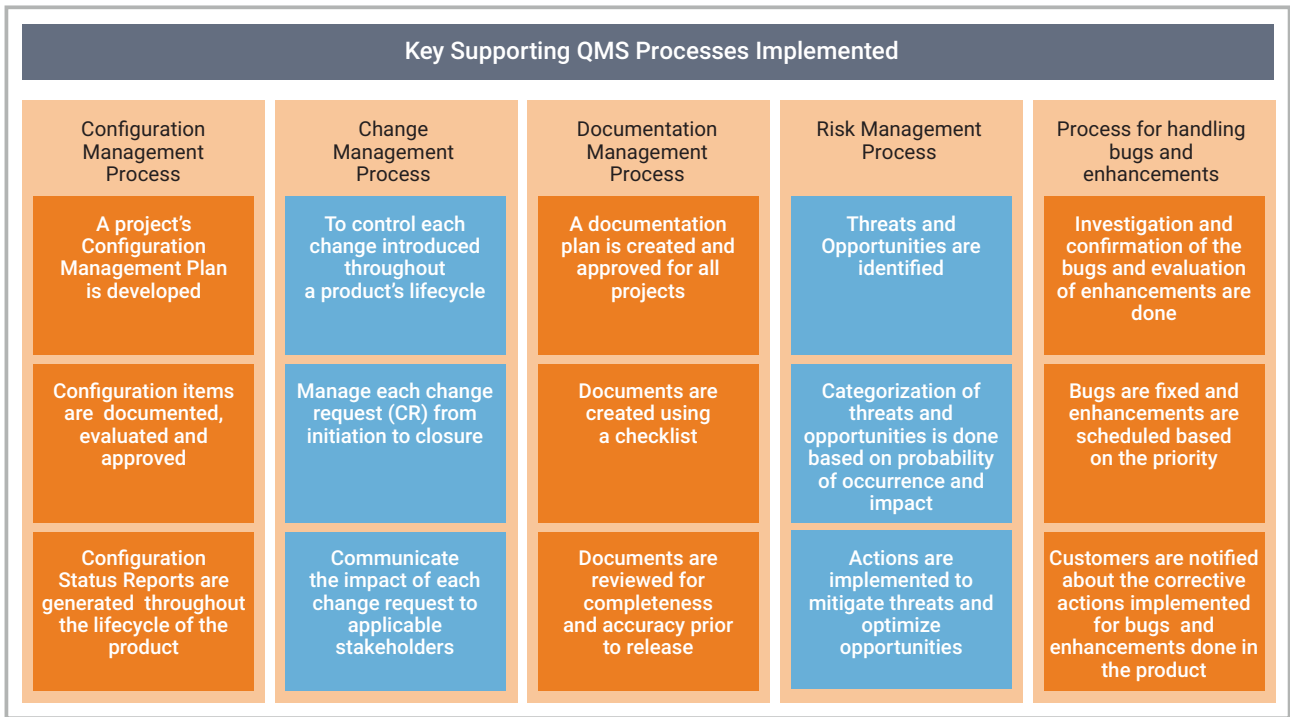 Key Supporting QMS Processes Implemented
Configuration
Management
Process
A project's
Configuration
Management Plan
is developed
Configuration items
are documented,
evaluated and
approved
Configuration
Status Reports are
generated throughout
the lifecycle of the
product
Change
Management
Process
To control each
change introduced
throughout
a product's lifecycle
Manage each change
request (CR) from
initiation to closure
Communicate
the impact of each
change request to
applicable
stakeholders
Documentation
Management
Process
A documentation
plan is created and
approved for all
projects
Documents are
created using
a checklist
Documents are
reviewed for
completeness
and accuracy prior
to release
Risk Management
Process
Threats and
Opportunities are
identified
Categorization of
threats and
opportunities is done
based on probability
of occurrence and
impact
Actions are
implemented to
mitigate threats and
optimize
opportunities
Process for handling
bugs and
enhancements
Investigation and
confirmation of the
bugs and evaluation
of enhancements are
done
Bugs are fixed and
enhancements are
scheduled based
on the priority
Customers are notified
about the corrective
actions implemented
for bugs and
enhancements done in
the product